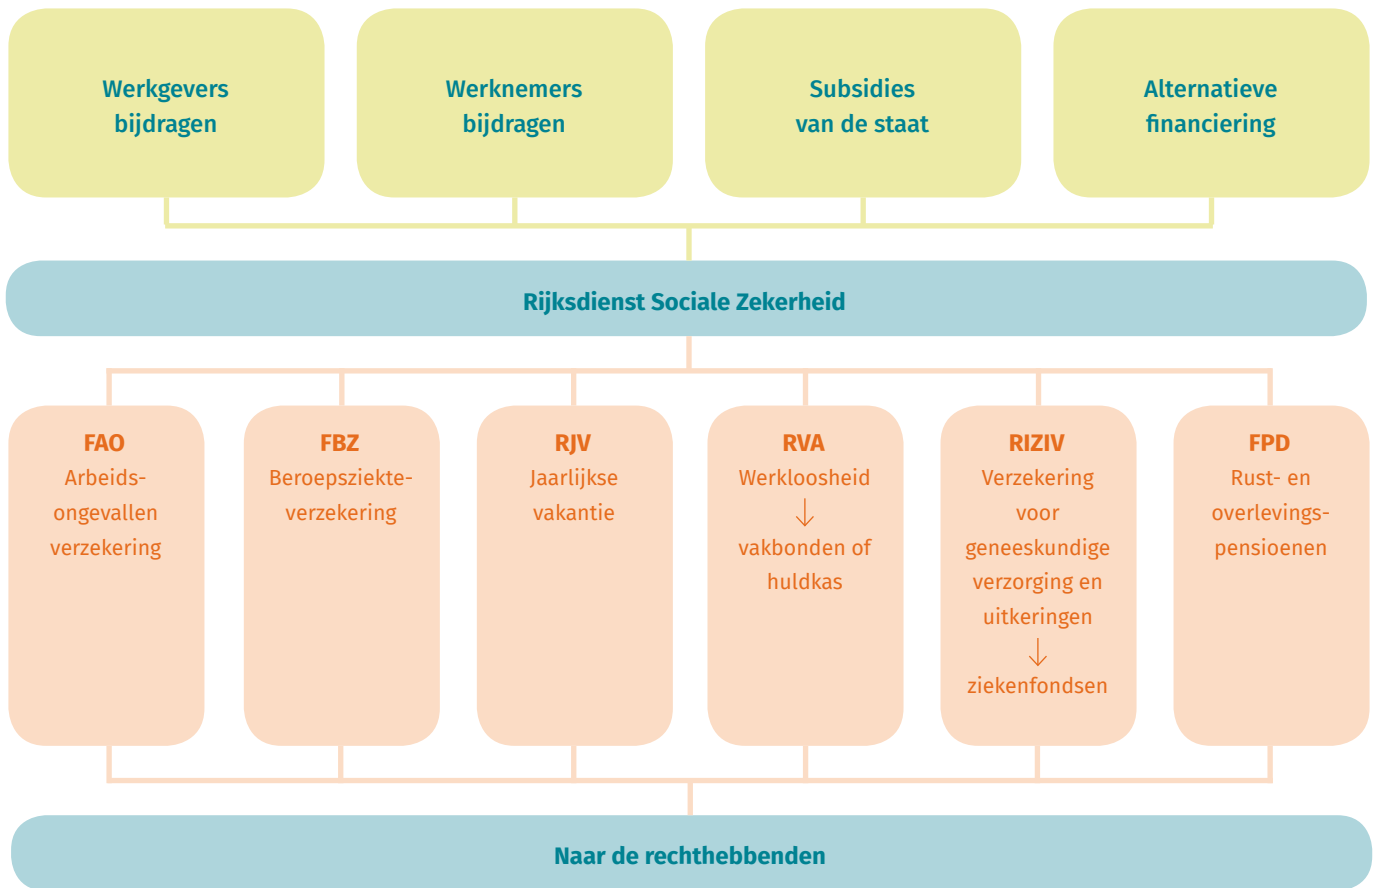 Werkgevers
bijdragen
Werknemers
bijdragen
Subsidies
van de staat
Alternatieve
financiering
Rijksdienst Sociale Zekerheid
FAO
Arbeids-
ongevallen
verzekering
FBZ
Beroepsziekte-
verzekering
RJV
Jaarlijkse
vakantie
RVA
Werkloosheid
↓
vakbonden of
huldkas
RIZIV
Verzekering
voor
geneeskundige
verzorging en
uitkeringen
↓
ziekenfondsen
FPD
Rust- en
overlevings-
pensioenen
Naar de rechthebbenden